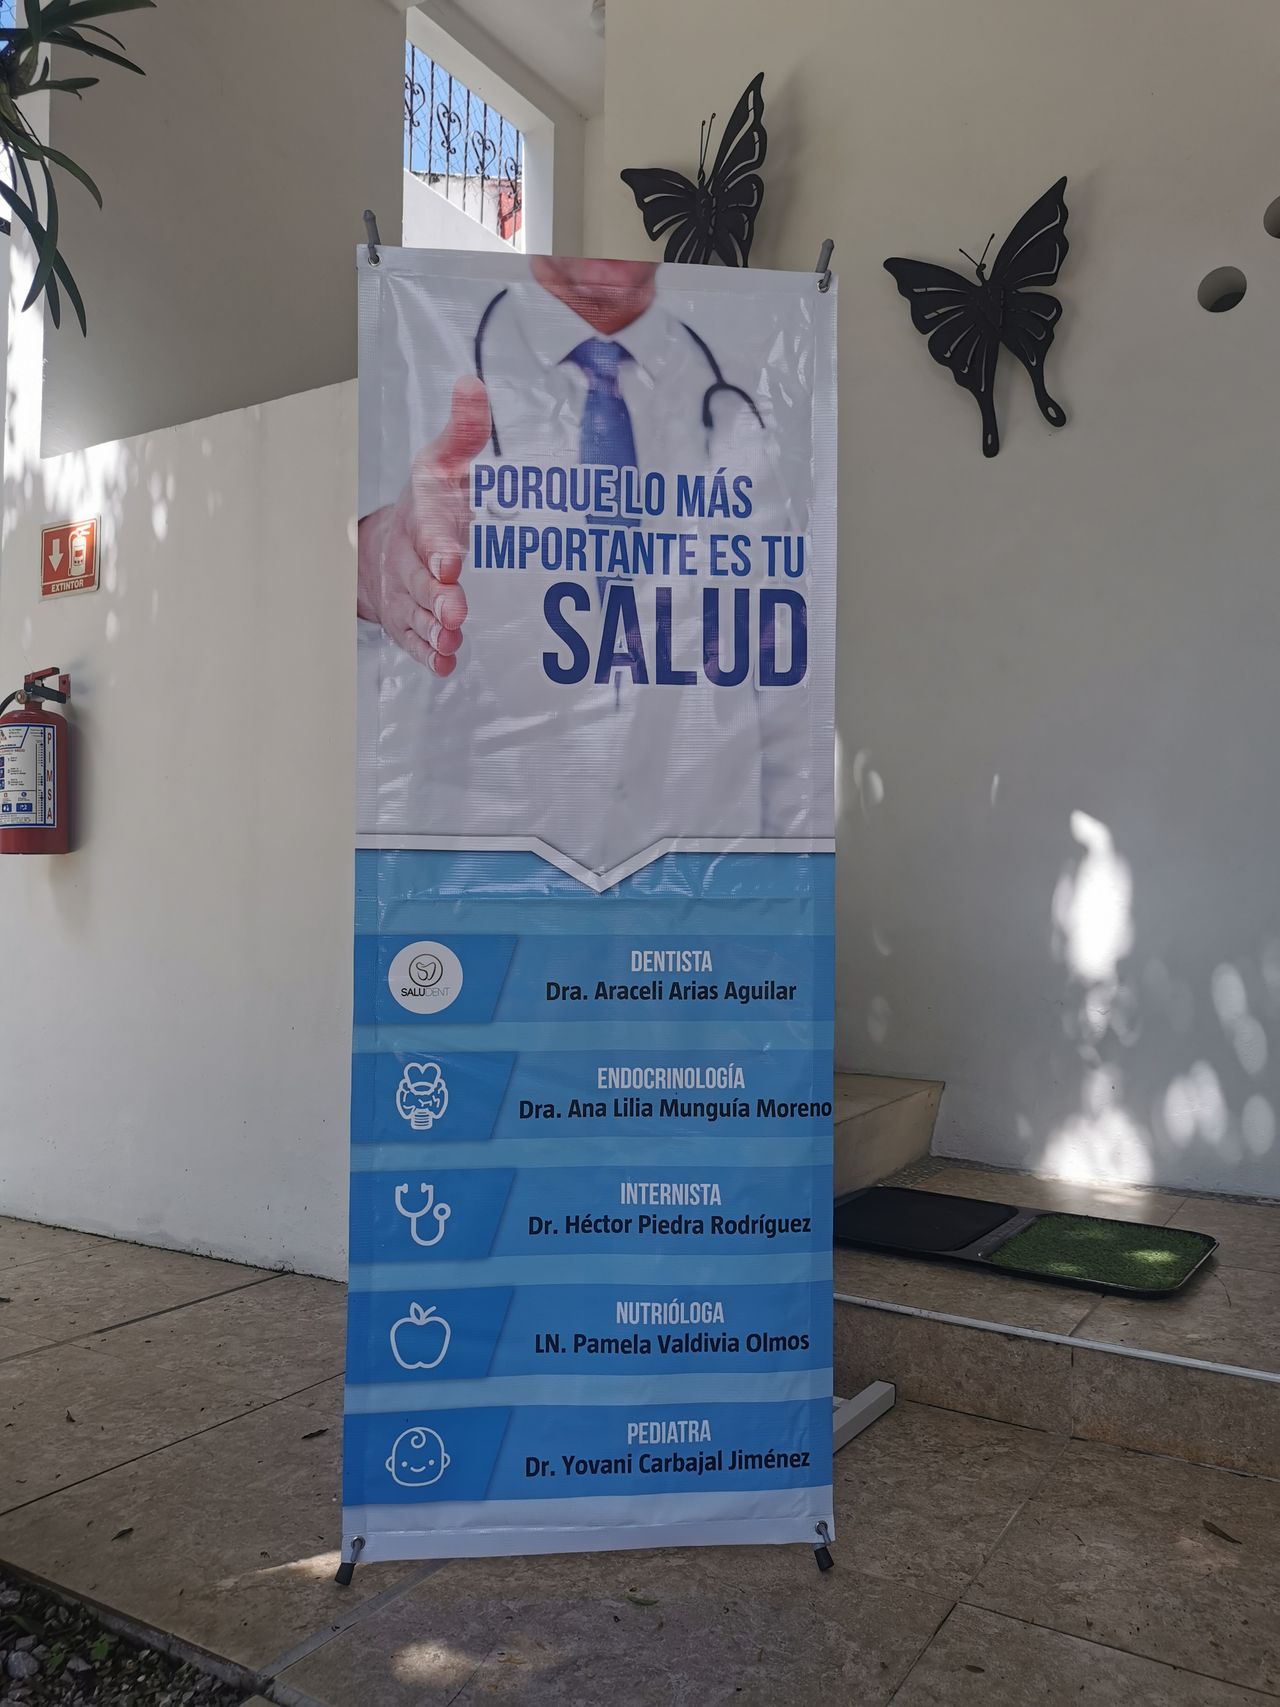 PORQUE LO MÁS
IMPORTANTE ES TU
SALUD
SALUDENT
DENTISTA
Dra. Araceli Arias Aguilar
ENDOCRINOLOGÍA
Dra. Ana Lilia Munguía Moreno
INTERNISTA
Dr. Héctor Piedra Rodríguez
NUTRIÓLOGA
LN. Pamela Valdivia Olmos
PEDIATRA
Dr. Yovani Carbajal Jiménez
EXTINTOR
PIMSA